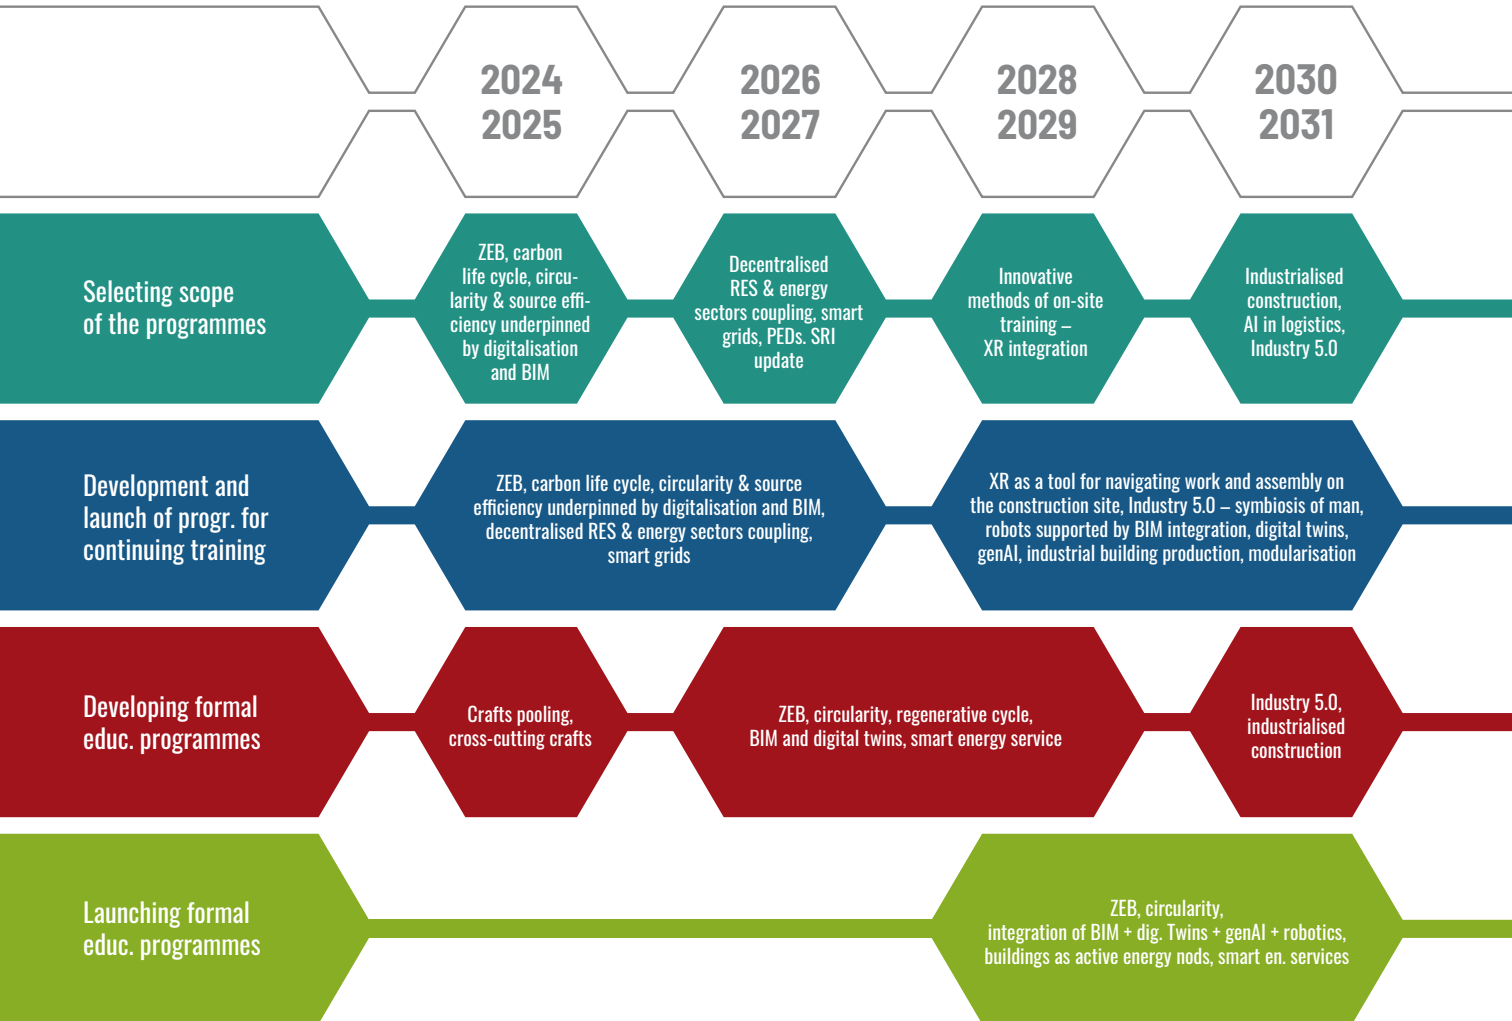 2024
2025
2026
2027
2028
2029
2030
2031
Selecting scope
of the programmes
ZEB, carbon
life cycle, circu-
larity & source effi-
ciency underpinned
by digitalisation
and BIM
Decentralised
RES & energy
sectors coupling, smart
grids, PEDs. SRI
update
Innovative
methods of on-site
training –
XR integration
Industrialised
construction,
AI in logistics,
Industry 5.0
Development and
launch of progr. for
continuing training
ZEB, carbon life cycle, circularity & source
efficiency underpinned by digitalisation and BIM,
decentralised RES & energy sectors coupling,
smart grids
XR as a tool for navigating work and assembly on
the construction site, Industry 5.0 – symbiosis of man,
robots supported by BIM integration, digital twins,
genAI, industrial building production, modularisation
Developing formal
educ. programmes
Crafts pooling,
cross-cutting crafts
ZEB, circularity, regenerative cycle,
BIM and digital twins, smart energy service
Industry 5.0,
industrialised
construction
Launching formal
educ. programmes
ZEB, circularity,
integration of BIM + dig. Twins + genAI + robotics,
buildings as active energy nods, smart en. services